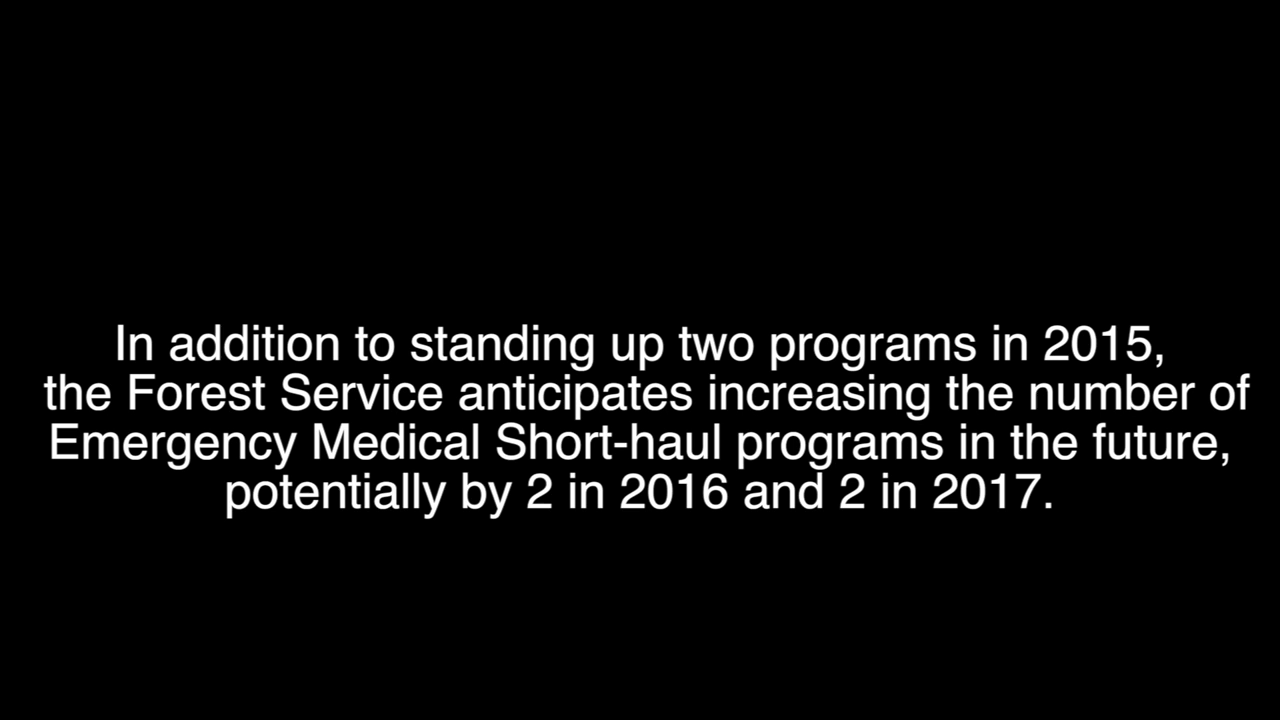 In addition to standing up two programs in 2015,
the Forest Service anticipates increasing the number of
Emergency Medical Short-haul programs in the future,
potentially by 2 in 2016 and 2 in 2017.